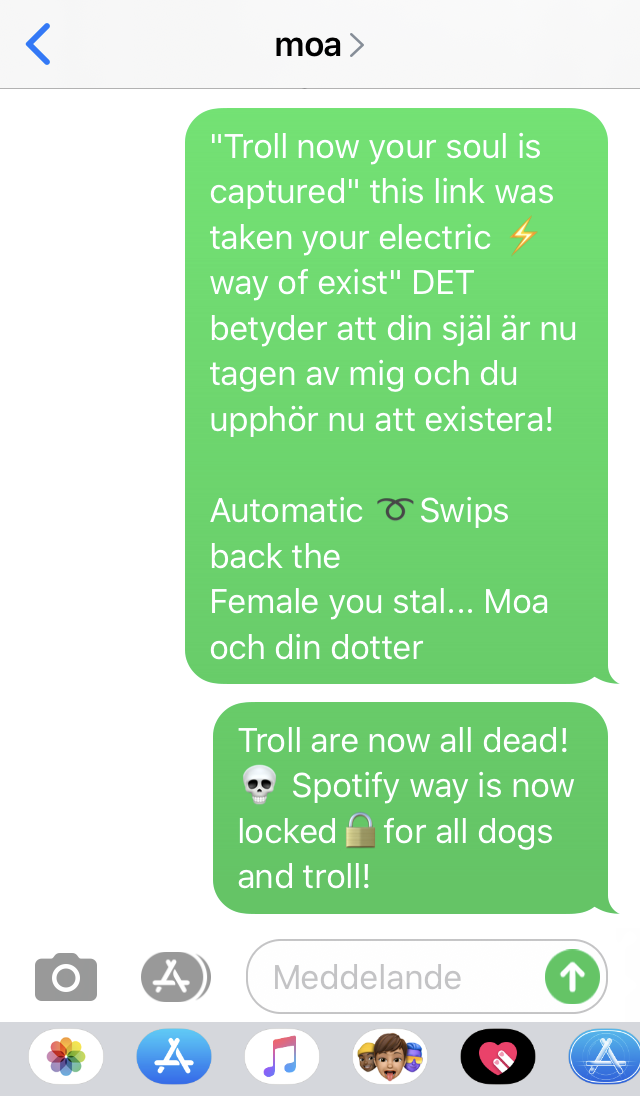 moa
"Troll now your soul is
captured" this link was
taken your electric ⚡
way of exist" DET
betyder att din själ är nu
tagen av mig och du
upphör nu att existera!
Automatic ➰Swips
back the
Female you stal... Moa
och din dotter
Troll are now all dead!
💀 Spotify way is now
locked🔒for all dogs
and troll!
Meddelande